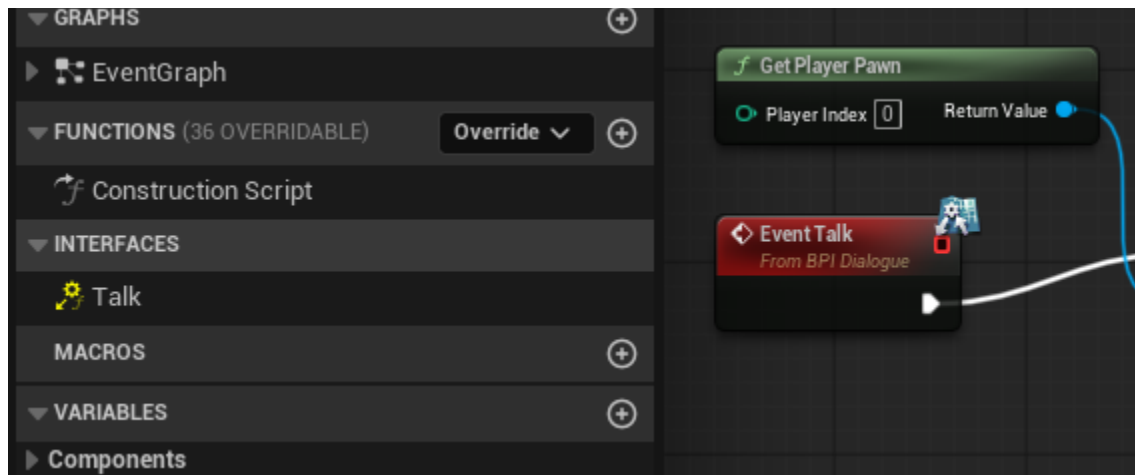 GRAPHS
EventGraph
FUNCTIONS (36 OVERRIDABLE)
Override
Construction Script
INTERFACES
Talk
MACROS
VARIABLES
Components
f Get Player Pawn
Player Index 0 Return Value
Event Talk
From BPI Dialogue